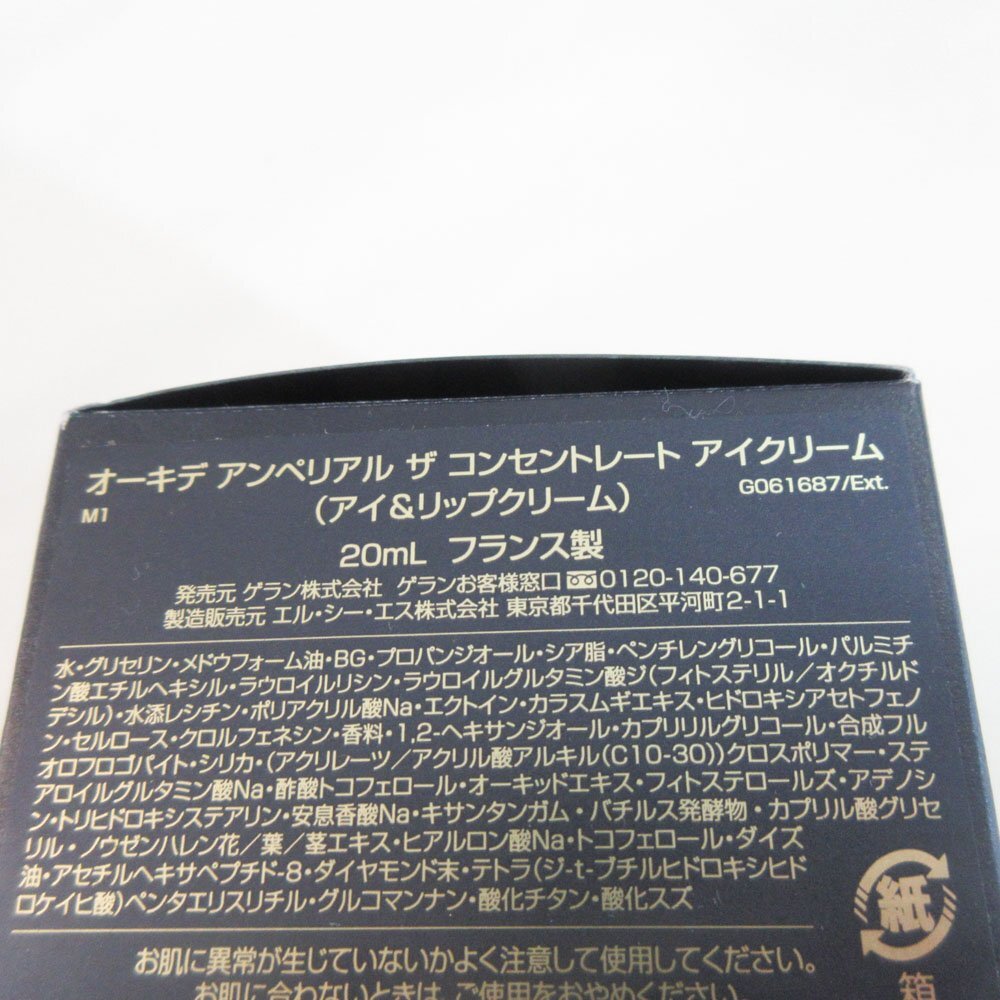 オーキデ アンペリアル ザ コンセントレート アイクリーム
M1 （アイ&リップクリーム） G061687/Ext.
20mL フランス製
発売元 ゲラン株式会社 ゲランお客様窓口 0120-140-677
製造販売元 エル・シー・エス株式会社 東京都千代田区平河町2-1-1
水・グリセリン・メドウフォーム油・BG・プロパンジオール・シア脂・ペンチレングリコール・パルミチ
ン酸エチルヘキシル・ラウロイルリシン・ラウロイルグルタミン酸ジ(フィトステリル／オクチルド
デシル)・水添レシチン・ポリアクリル酸Na・エクトイン・カラスムギエキス・ヒドロキシアセトフェノ
ン・セルロース・クロルフェネシン・香料・1,2-ヘキサンジオール・カプリリルグリコール・合成フル
オロフロゴパイト・シリカ・(アクリレーツ／アクリル酸アルキル(C10-30))クロスポリマー・ステ
アロイルグルタミン酸Na・酢酸トコフェロール・オーキッドエキス・フィトステロールズ・アデノシ
ン・トリヒドロキシステアリン・安息香酸Na・キサンタンガム・バチルス発酵物・カプリル酸グリセ
リル・ノウゼンハレン花／葉／茎エキス・ヒアルロン酸Na・トコフェロール・ダイズ
油・アセチルヘキサペプチド-8・ダイヤモンド末・テトラ(ジ-t-ブチルヒドロキシヒド
ロケイヒ酸)ペンタエリスリチル・グルコマンナン・酸化チタン・酸化スズ
紙
箱
お肌に異常が生じていないかよく注意して使用してください。
お肌に合わないときは、ご使用をおやめください。